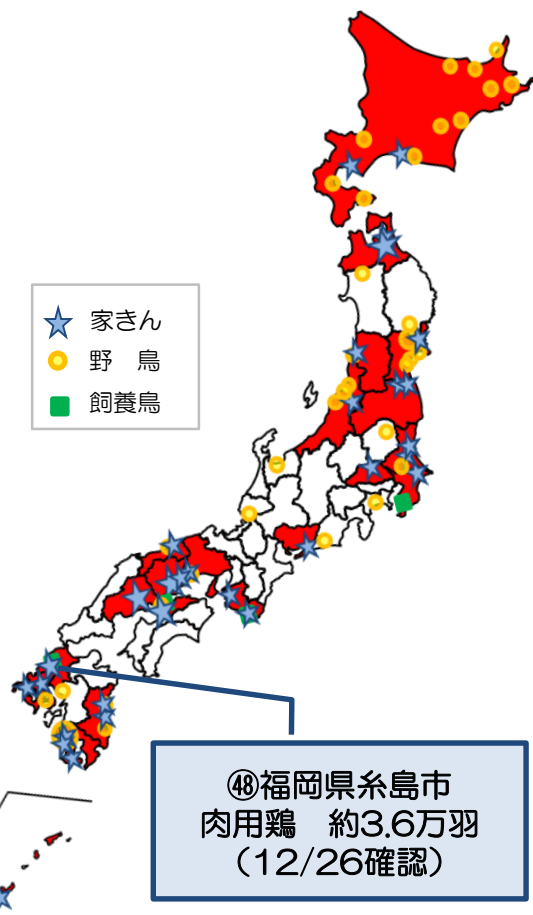 家きん
野　鳥
飼養鳥
㊽福岡県糸島市
肉用鶏　約3.6万羽
（12/26確認）